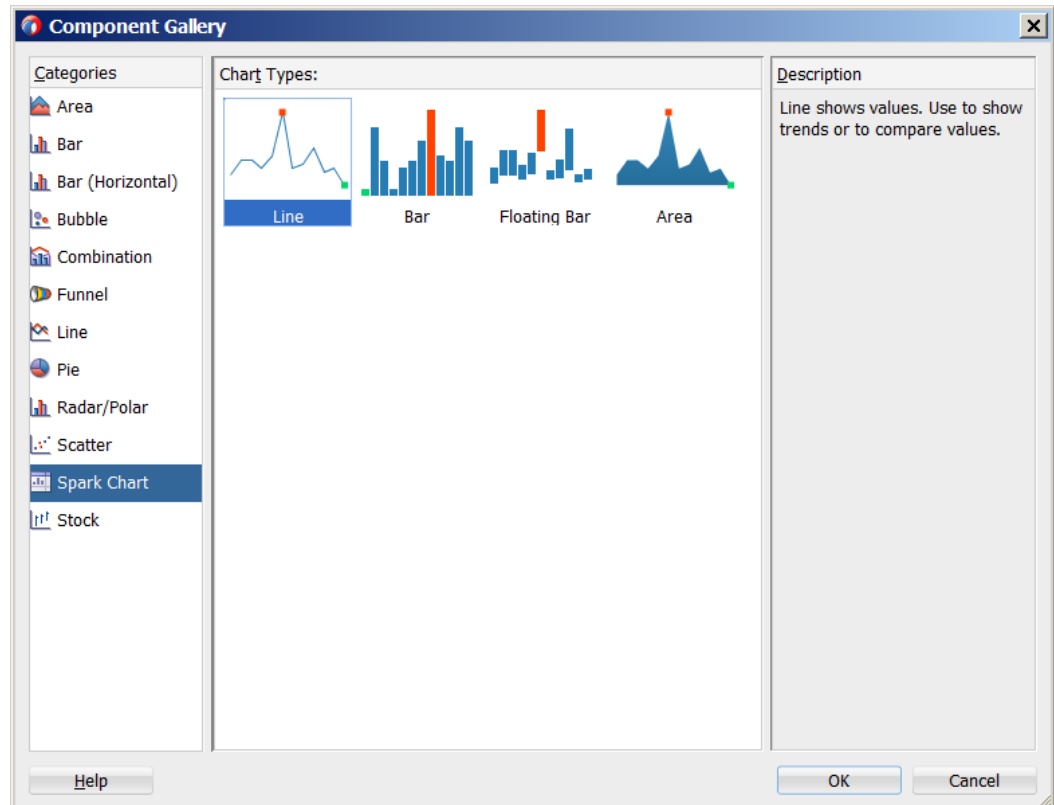 Component Gallery
Categories
Area
Bar
Bar (Horizontal)
Bubble
Combination
Funnel
Line
Pie
Radar/Polar
Scatter
Spark Chart
Stock
Chart Types:
Line
Bar
Floating Bar
Area
Description
Line shows values. Use to show
trends or to compare values.
Help
OK
Cancel